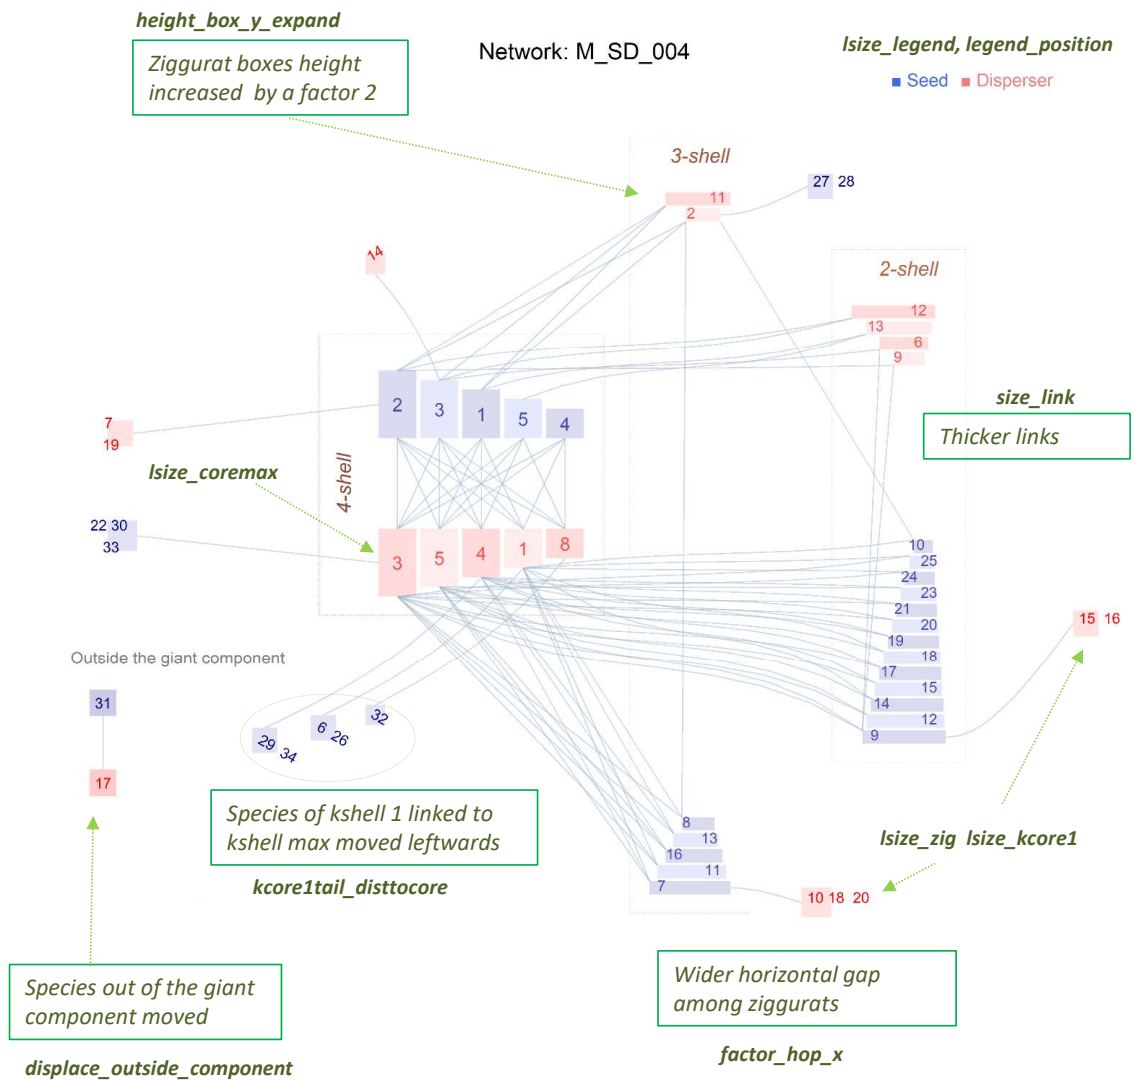 height_box_y_expand
Ziggurat boxes height
increased by a factor 2
Network: M_SD_004
lsize_legend, legend_position
Seed Disperser
3-shell
11
2
27 28
14
2-shell
12
13
6
9
size_link
Thicker links
2 3 1 5 4
7
19
4-shell
lsize_coremax
22 30
33
3 5 4 1 8
10
25
24
23
21
20
19
18
17
15
14
12
9
15 16
Outside the giant component
31
17
29 34 6 26 32
Species of kshell 1 linked to
kshell max moved leftwards
kcore1tail_disttocore
8
13
16
11
7
10 18 20
lsize_zig lsize_kcore1
Species out of the giant
component moved
displace_outside_component
Wider horizontal gap
among ziggurats
factor_hop_x